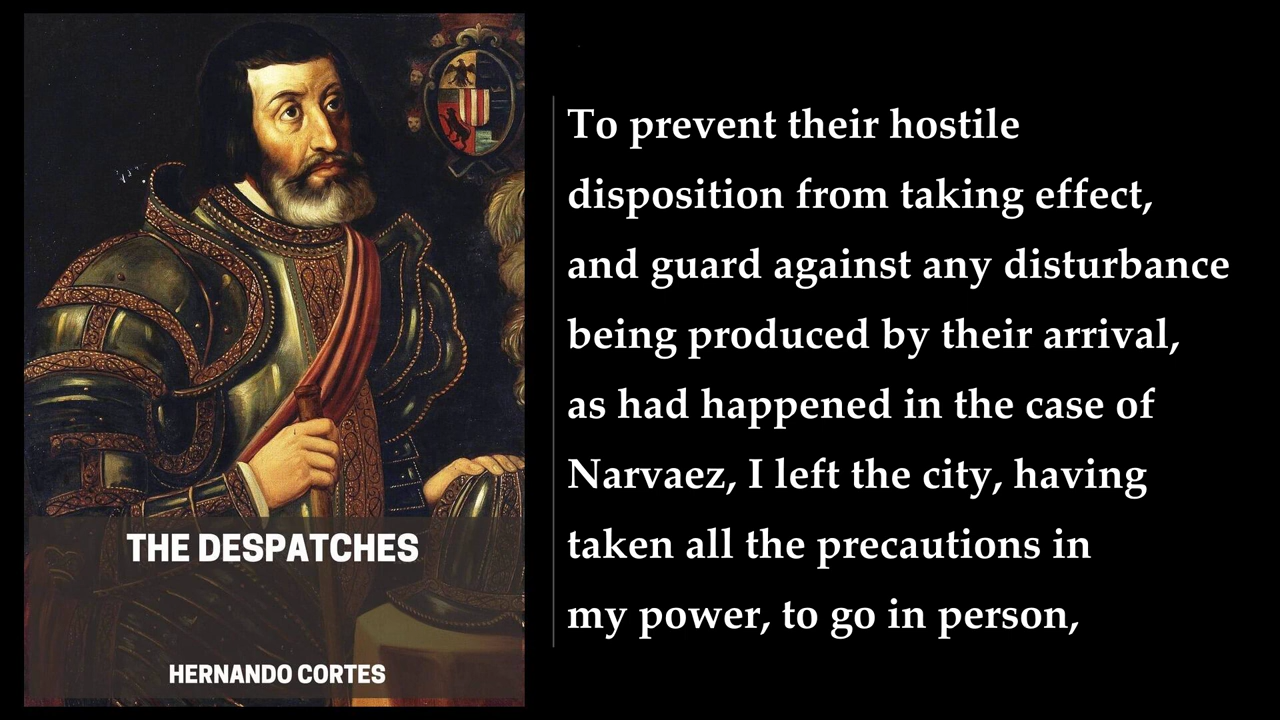 THE DESPATCHES
HERNANDO CORTES
To prevent their hostile
disposition from taking effect,
and guard against any disturbance
being produced by their arrival,
as had happened in the case of
Narvaez, I left the city, having
taken all the precautions in
my power, to go in person,